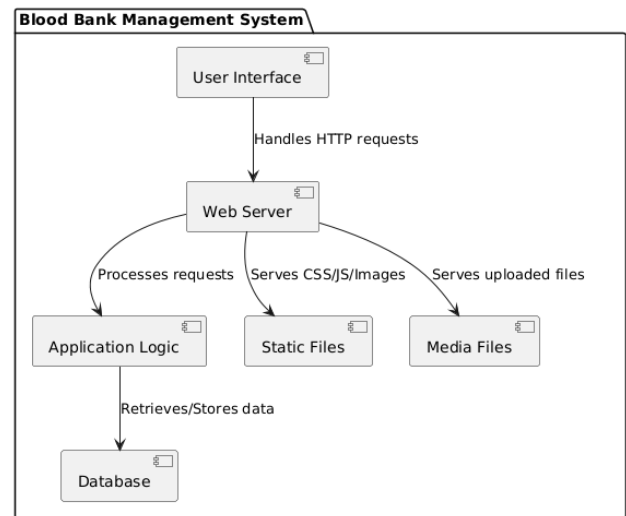 Blood Bank Management System
User Interface
Handles HTTP requests
Web Server
Processes requests
Serves CSS/JS/Images
Serves uploaded files
Application Logic
Static Files
Media Files
Retrieves/Stores data
Database